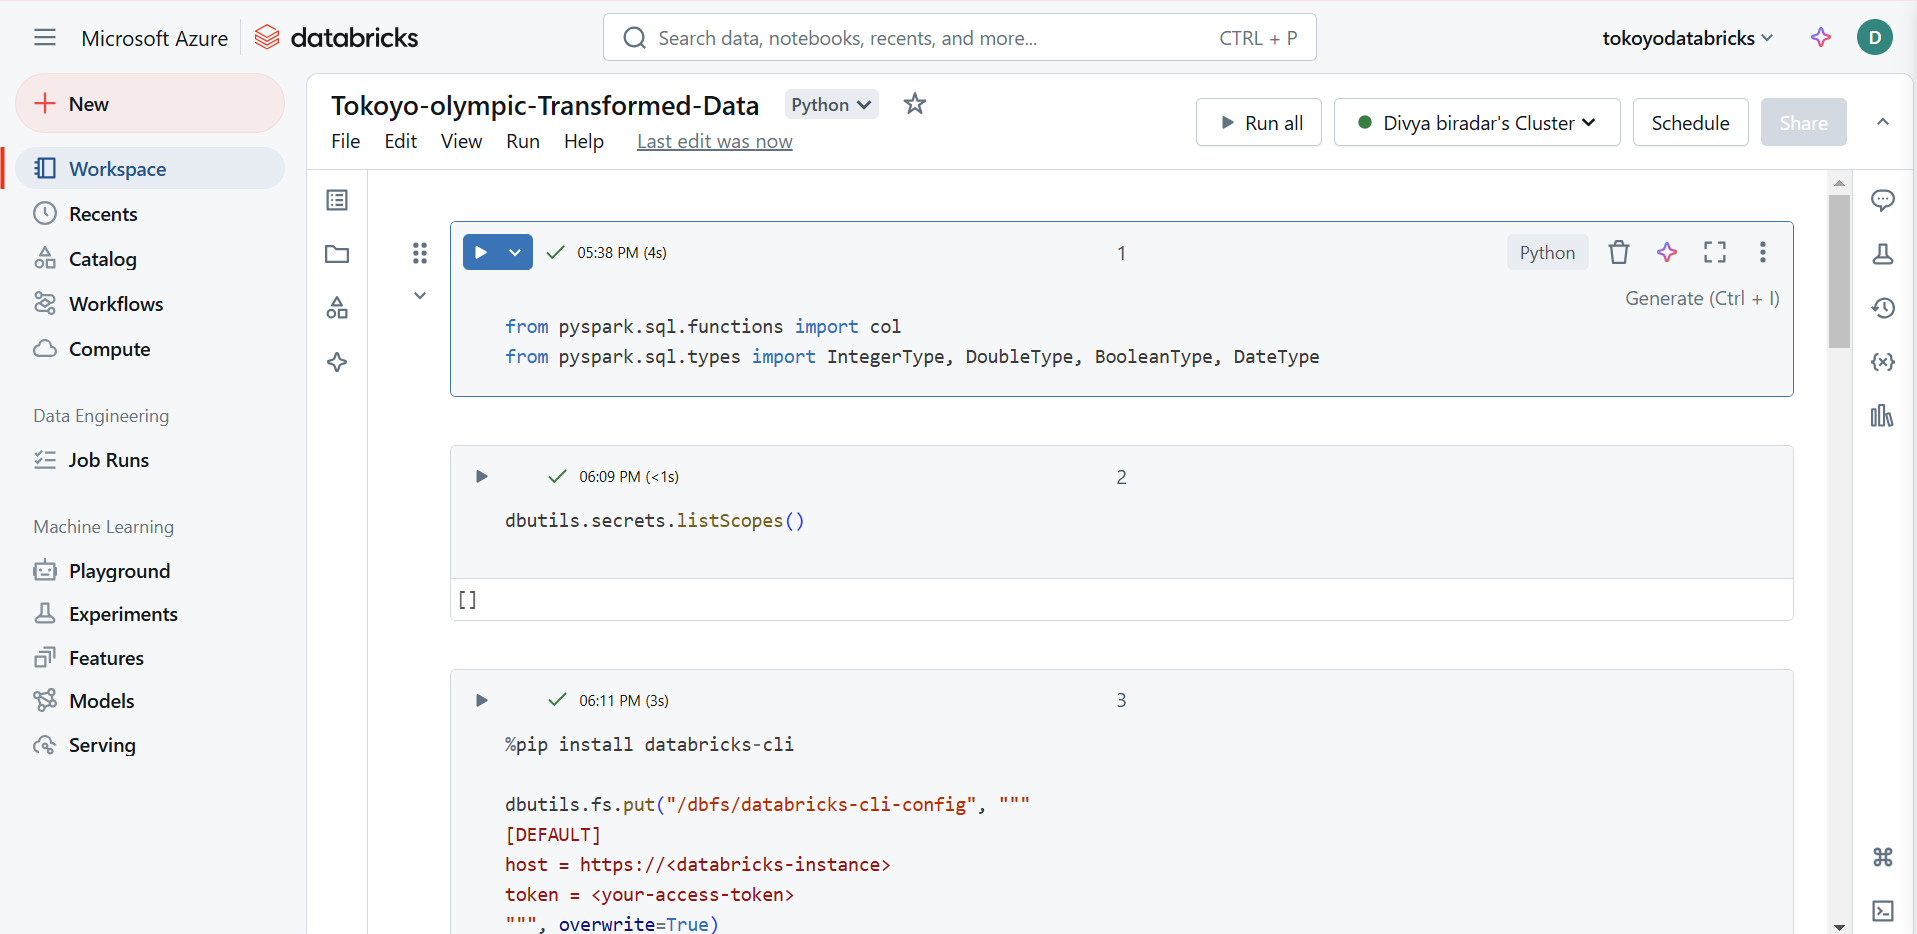 Microsoft Azure
databricks
Search data, notebooks, recents, and more...
CTRL + P
tokoyodatabricks
D
New
Workspace
Recents
Catalog
Workflows
Compute
Data Engineering
Job Runs
Machine Learning
Playground
Experiments
Features
Models
Serving
Tokoyo-olympic-Transformed-Data
Python
File Edit View Run Help Last edit was now
Run all
Divya biradar's Cluster
Schedule
Share
05:38 PM (4s)
1
Python
Generate (Ctrl + I)
from pyspark.sql.functions import col
from pyspark.sql.types import IntegerType, DoubleType, BooleanType, DateType
06:09 PM (<1s)
2
dbutils.secrets.listScopes()
[]
06:11 PM (3s)
3
%pip install databricks-cli
dbutils.fs.put("/dbfs/databricks-cli-config", """
[DEFAULT]
host = https://<databricks-instance>
token = <your-access-token>
""", overwrite=True)